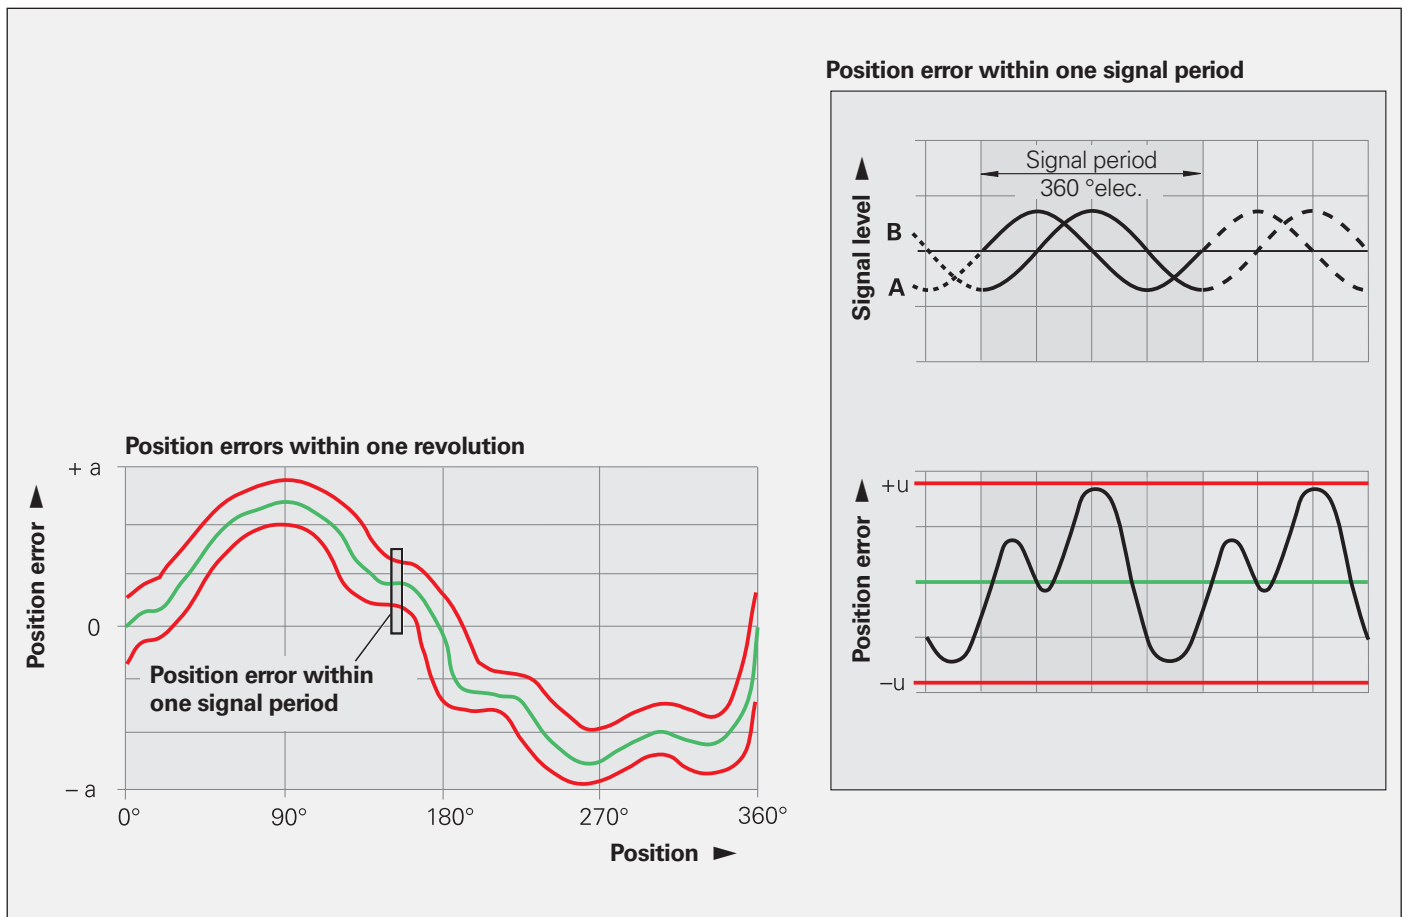 Position error within one signal period
Signal level ▲
Signal period
360 °elec.
B
A
Position errors within one revolution
Position error ▲
+ a
0
– a
Position error within
one signal period
0°
90°
180°
270°
360°
Position ►
Position error ▲
+u
–u